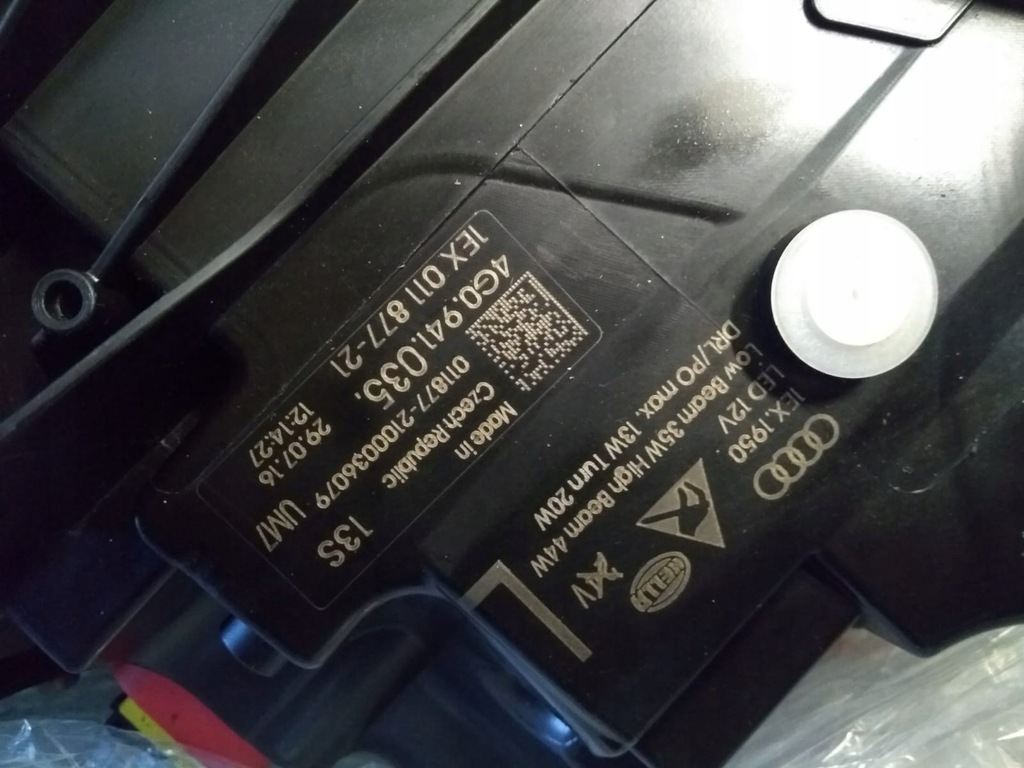 1EX 011 877-21
4G0.941.035.
011877-2100036079 UM7
Made in
Czech Republic
29.07.16
12:14:27
13S
1EX.1950
LED 12V
Low Beam 35W High Beam 44W
DRL/PO max. 13W Turn 20W
HELLA
L